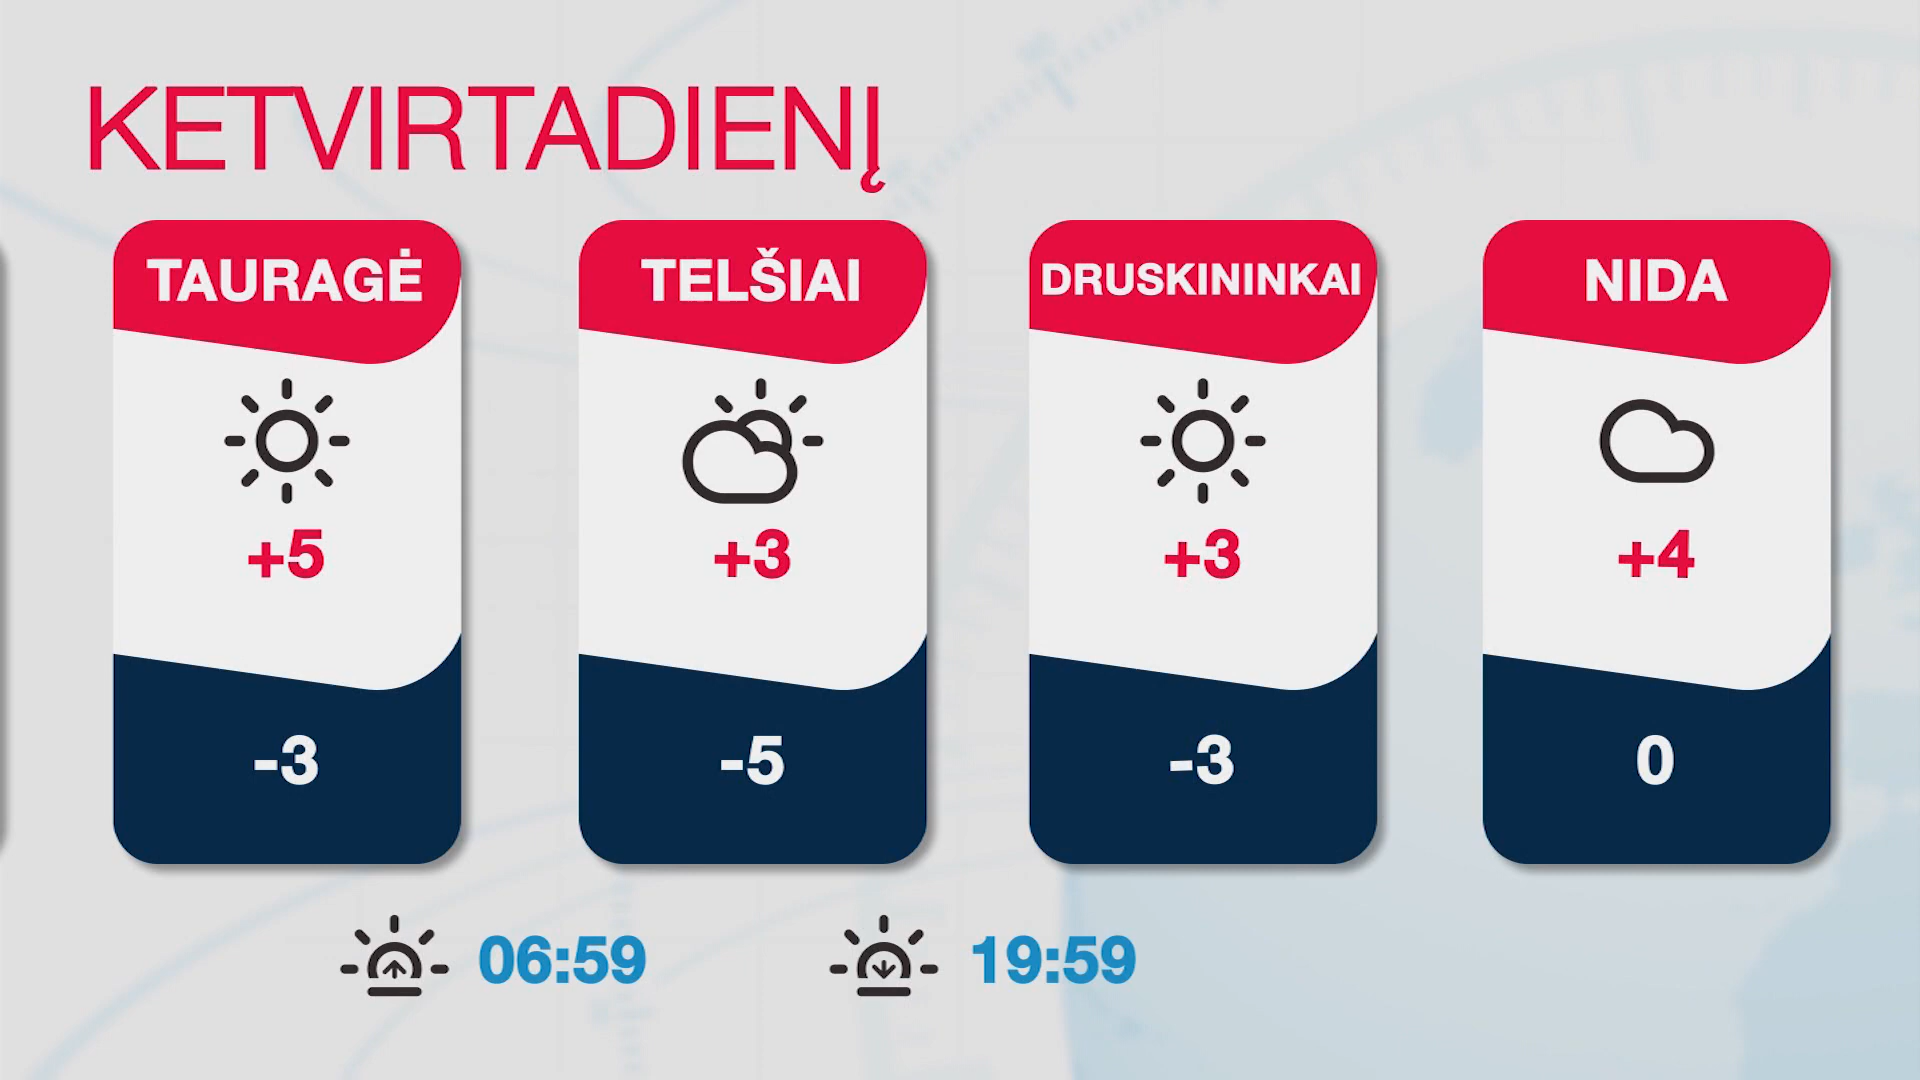 KETVIRTADIENĮ
TAURAGĖ
TELŠIAI
DRUSKININKAI
NIDA
+5
+3
+3
+4
-3
-5
-3
0
06:59
19:59